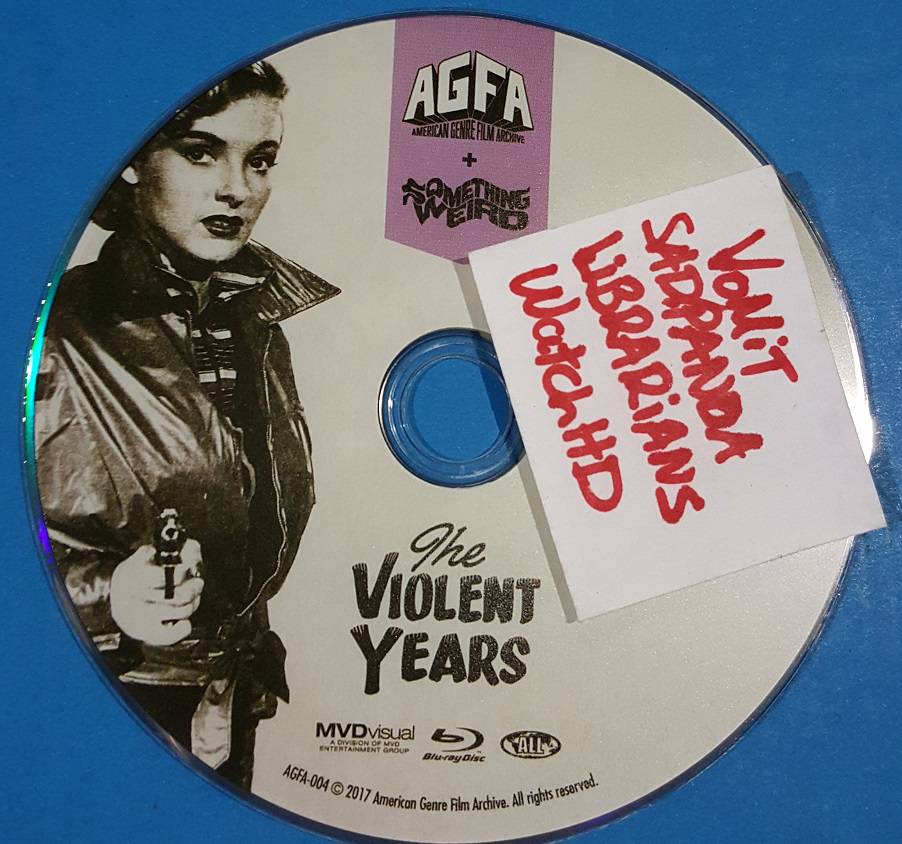 AGFA
AMERICAN GENRE FILM ARCHIVE
+
SOMETHING
WEIRD
VOMiT
SADPANDA
LiBRARiANS
WatchHD
The
VIOLENT
YEARS
MVDvisual
A DIVISION OF MVD
ENTERTAINMENT GROUP
Blu-ray Disc
ALL
AGFA-004 © 2017 American Genre Film Archive. All rights reserved.